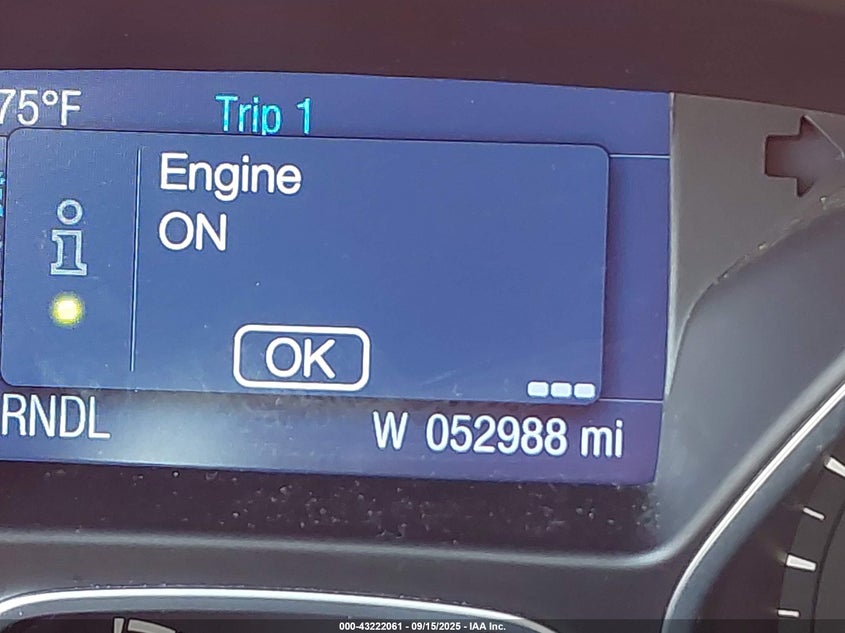 75°F Trip 1
Engine
ON
OK
RNDL W 052988 mi
000-43222061 - 09/15/2025 - IAA Inc.